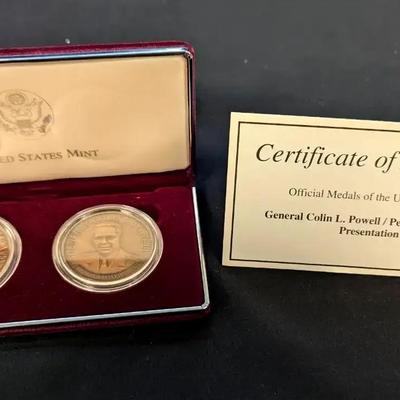 ED STATES MINT
Certificate of
Official Medals of the U
General Colin L. Powell / Pe
Presentation